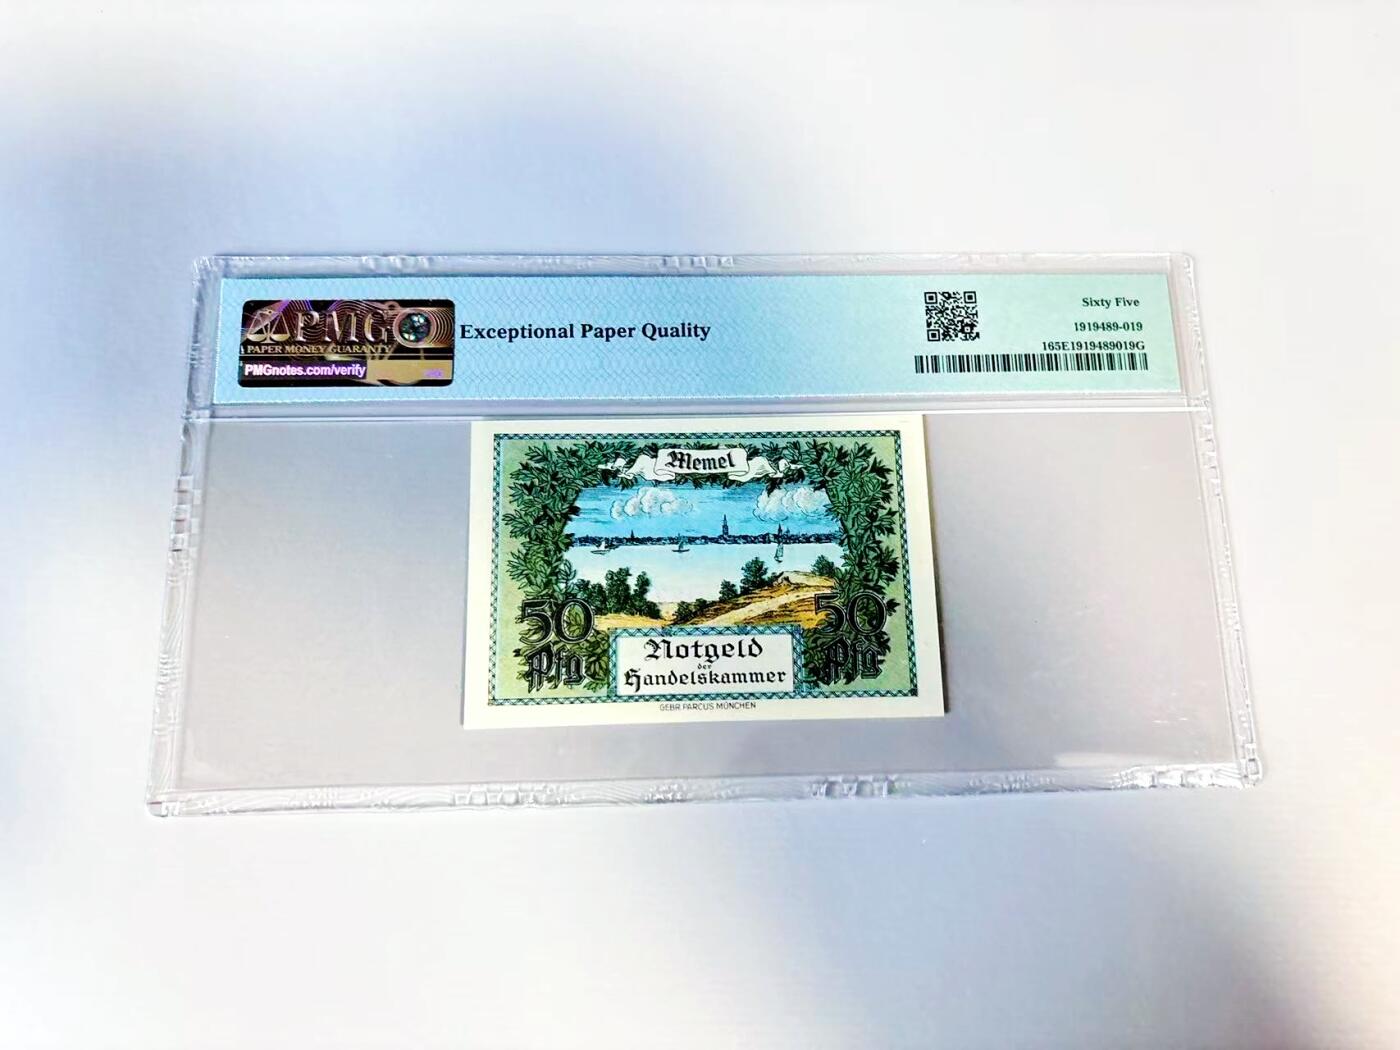 PMG
PAPER MONEY GUARANTY
PMGnotes.com/verify
Exceptional Paper Quality
Sixty Five
1919489-019
165E1919489019G
Memel
50
Pfg
50
Pfg
Notgeld
der
Handelskammer
GEBR. PARCUS MÜNCHEN